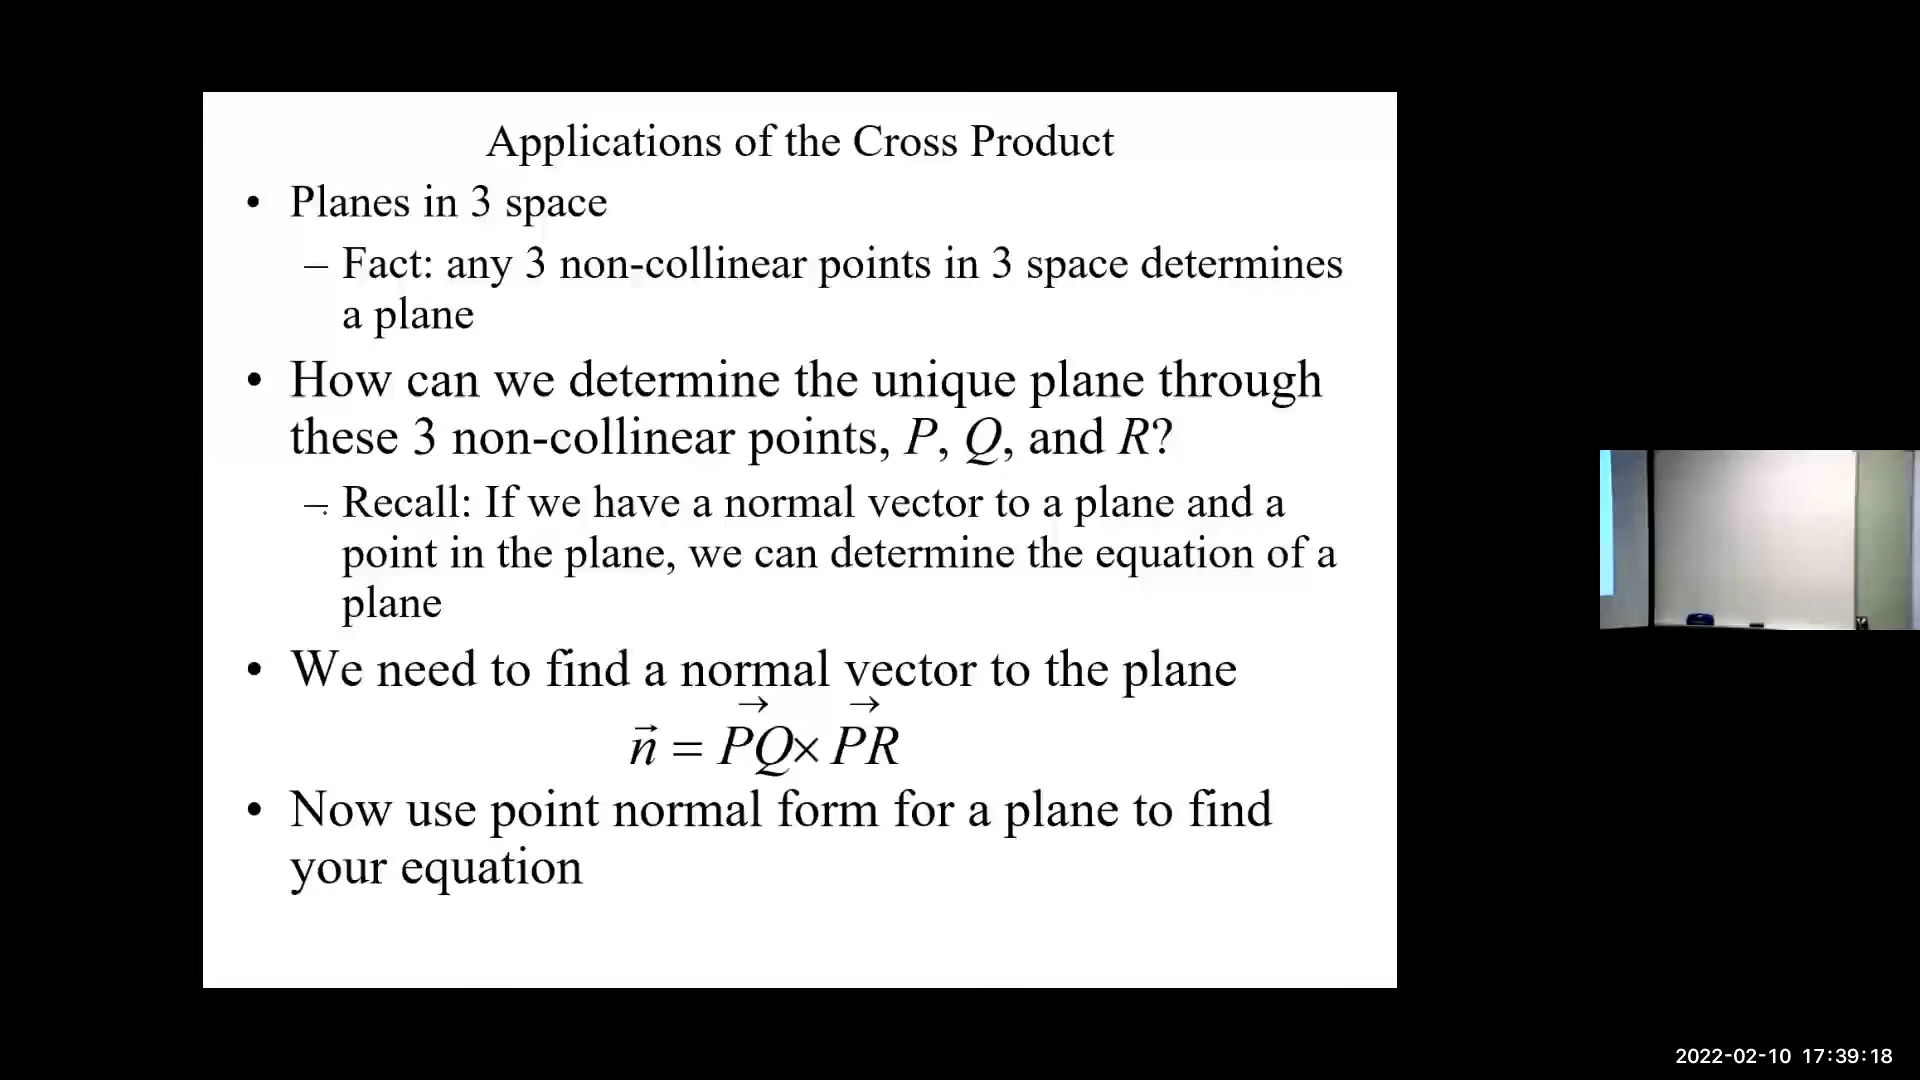 Applications of the Cross Product
• Planes in 3 space
– Fact: any 3 non-collinear points in 3 space determines
a plane
• How can we determine the unique plane through
these 3 non-collinear points, P, Q, and R?
– Recall: If we have a normal vector to a plane and a
point in the plane, we can determine the equation of a
plane
• We need to find a normal vector to the plane
n⃗ = P⃗Q × P⃗R
• Now use point normal form for a plane to find
your equation
2022-02-10 17:39:18